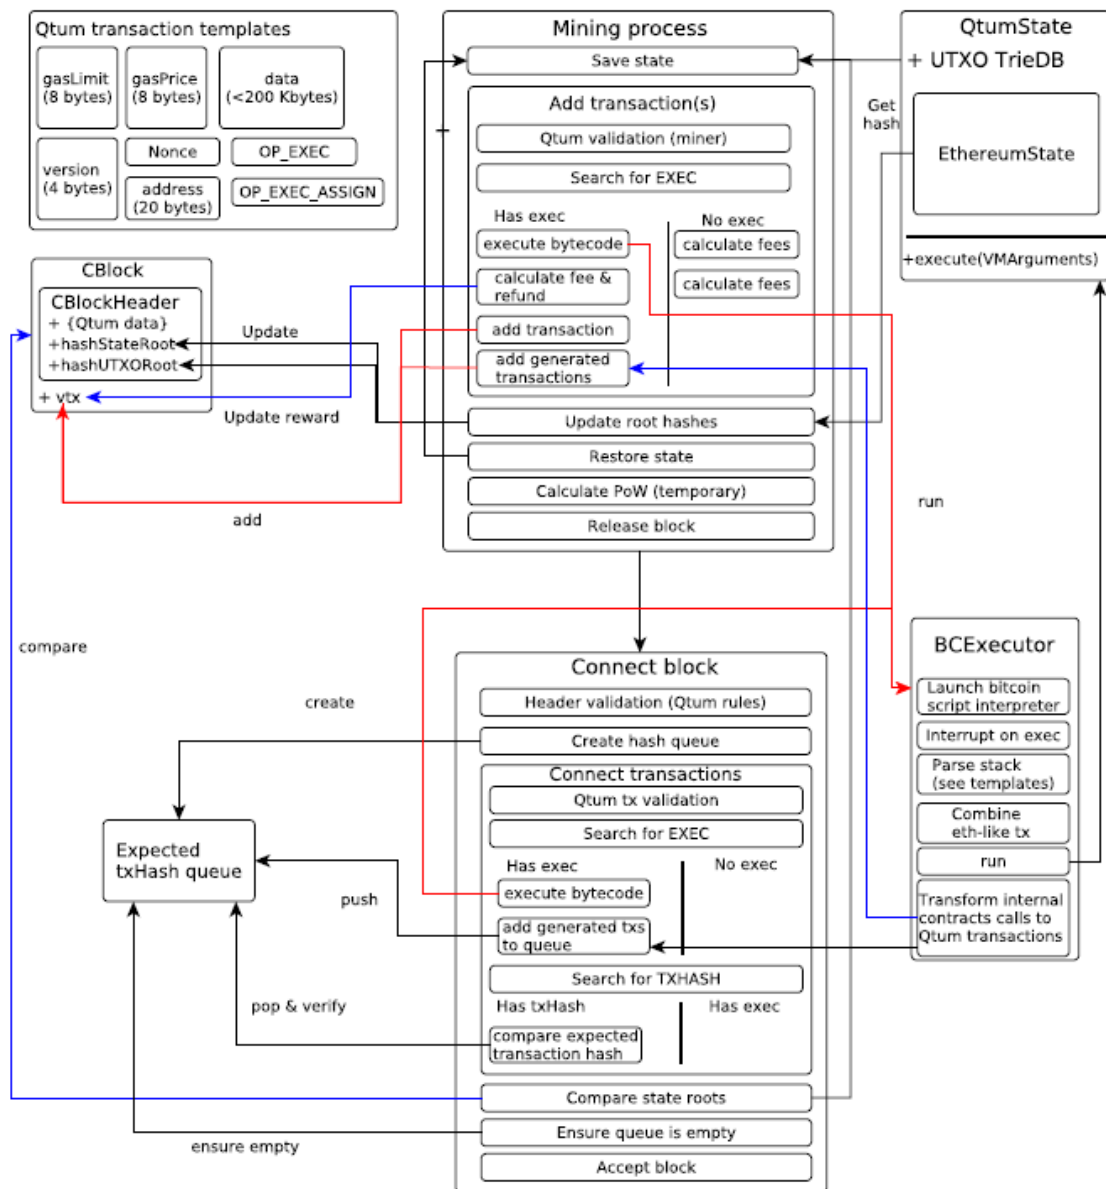 Qtum transaction templates
gasLimit
(8 bytes)
gasPrice
(8 bytes)
data
(<200 Kbytes)
version
(4 bytes)
Nonce
OP_EXEC
address
(20 bytes)
OP_EXEC_ASSIGN
CBlock
CBlockHeader
+ {Qtum data}
+hashStateRoot
+hashUTXORoot
+ vtx
Update
Update reward
add
compare
Mining process
Save state
Add transaction(s)
Qtum validation (miner)
Search for EXEC
Has exec
No exec
execute bytecode
calculate fees
calculate fee &
refund
calculate fees
add transaction
add generated
transactions
Update root hashes
Restore state
Calculate PoW (temporary)
Release block
QtumState
+ UTXO TrieDB
Get
hash
EthereumState
+execute(VMArguments)
run
BCExecutor
Launch bitcoin
script interpreter
Interrupt on exec
Parse stack
(see templates)
Combine
eth-like tx
run
Transform internal
contracts calls to
Qtum transactions
Connect block
Header validation (Qtum rules)
create
Create hash queue
Connect transactions
Qtum tx validation
Search for EXEC
Has exec
No exec
execute bytecode
add generated txs
to queue
Search for TXHASH
Has txHash
Has exec
compare expected
transaction hash
Compare state roots
Ensure queue is empty
Accept block
Expected
txHash queue
push
pop & verify
ensure empty